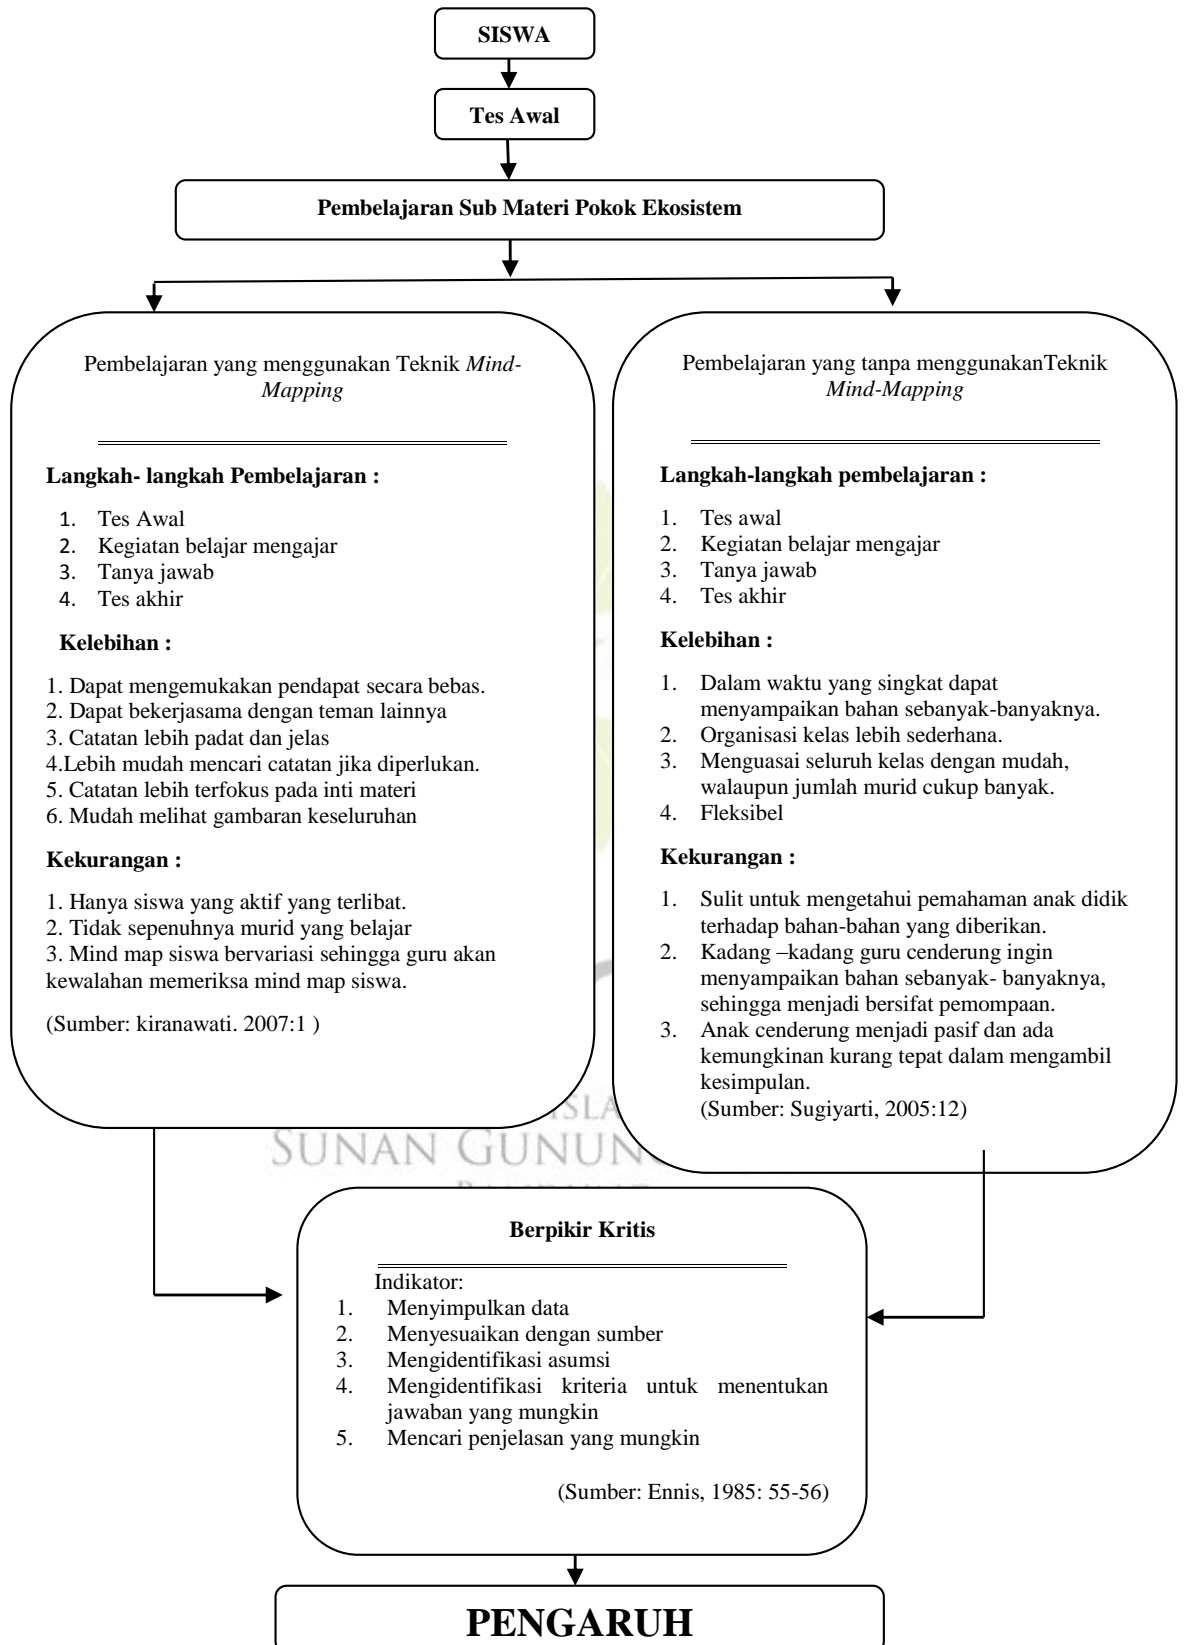 SISWA
Tes Awal
Pembelajaran Sub Materi Pokok Ekosistem
Pembelajaran yang menggunakan Teknik Mind-
Mapping
Langkah- langkah Pembelajaran :
1. Tes Awal
2. Kegiatan belajar mengajar
3. Tanya jawab
4. Tes akhir
Kelebihan :
1. Dapat mengemukakan pendapat secara bebas.
2. Dapat bekerjasama dengan teman lainnya
3. Catatan lebih padat dan jelas
4.Lebih mudah mencari catatan jika diperlukan.
5. Catatan lebih terfokus pada inti materi
6. Mudah melihat gambaran keseluruhan
Kekurangan :
1. Hanya siswa yang aktif yang terlibat.
2. Tidak sepenuhnya murid yang belajar
3. Mind map siswa bervariasi sehingga guru akan
kewalahan memeriksa mind map siswa.
(Sumber: kiranawati. 2007:1 )
Pembelajaran yang tanpa menggunakanTeknik
Mind-Mapping
Langkah-langkah pembelajaran :
1. Tes awal
2. Kegiatan belajar mengajar
3. Tanya jawab
4. Tes akhir
Kelebihan :
1. Dalam waktu yang singkat dapat
menyampaikan bahan sebanyak-banyaknya.
2. Organisasi kelas lebih sederhana.
3. Menguasai seluruh kelas dengan mudah,
walaupun jumlah murid cukup banyak.
4. Fleksibel
Kekurangan :
1. Sulit untuk mengetahui pemahaman anak didik
terhadap bahan-bahan yang diberikan.
2. Kadang –kadang guru cenderung ingin
menyampaikan bahan sebanyak- banyaknya,
sehingga menjadi bersifat pemompaan.
3. Anak cenderung menjadi pasif dan ada
kemungkinan kurang tepat dalam mengambil
kesimpulan.
(Sumber: Sugiyarti, 2005:12)
SUNAN GUNUN
Berpikir Kritis
Indikator:
1. Menyimpulkan data
2. Menyesuaikan dengan sumber
3. Mengidentifikasi asumsi
4. Mengidentifikasi kriteria untuk menentukan
jawaban yang mungkin
5. Mencari penjelasan yang mungkin
(Sumber: Ennis, 1985: 55-56)
PENGARUH